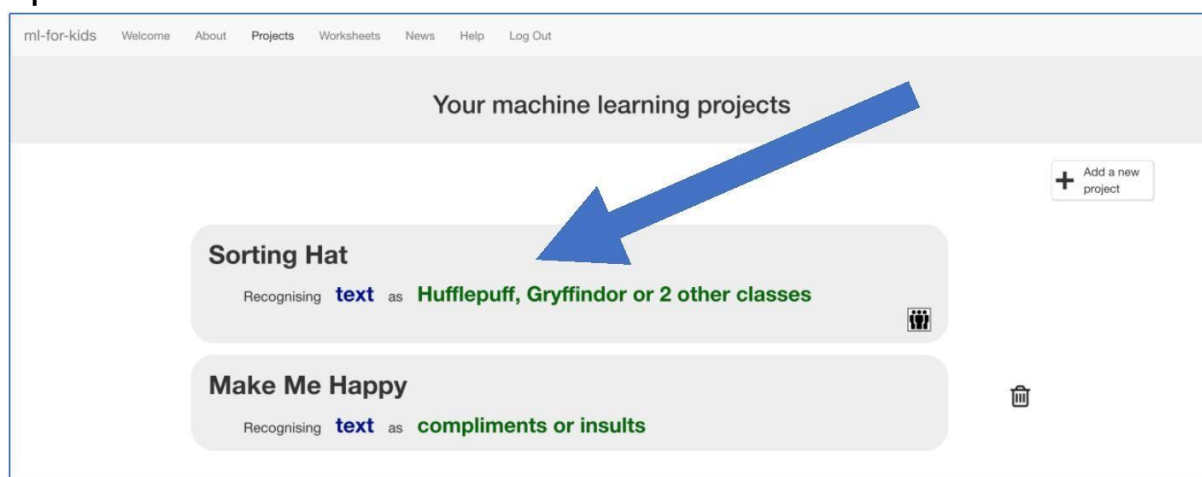 ml-for-kids Welcome About Projects Worksheets News Help Log Out
Your machine learning projects
Add a new
project
Sorting Hat
Recognising text as Hufflepuff, Gryffindor or 2 other classes
Make Me Happy
Recognising text as compliments or insults